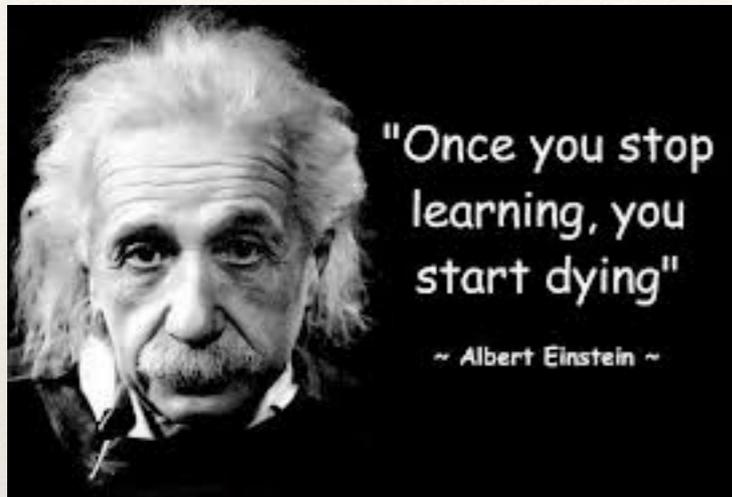 "Once you stop
learning, you
start dying"
~ Albert Einstein ~